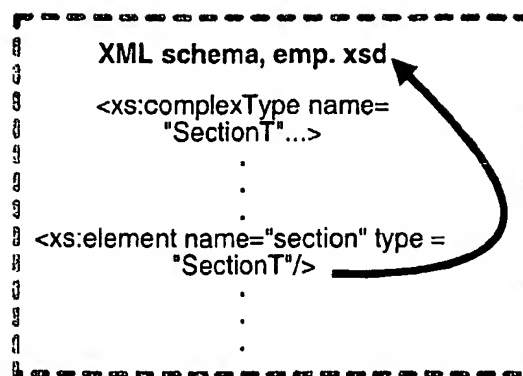 XML schema, emp. xsd
<xs:complexType name=
"SectionT"...>
.
.
.
<xs:element name="section" type =
"SectionT"/>
.
.
.